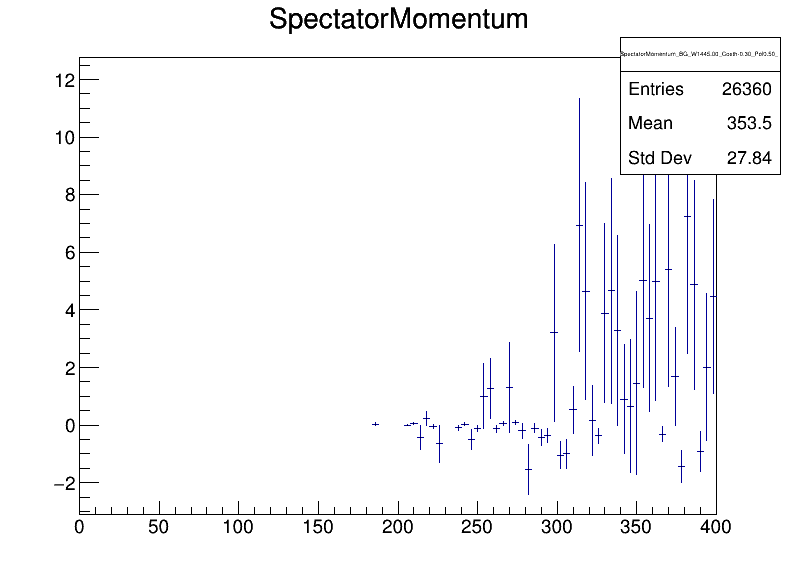 SpectatorMomentum
SpectatorMomentum_BG_W1445.00_Costh-0.30_Pol0.50_
Entries 26360
Mean 353.5
Std Dev 27.84
12
10
8
6
4
2
0
−2
0 50 100 150 200 250 300 350 400